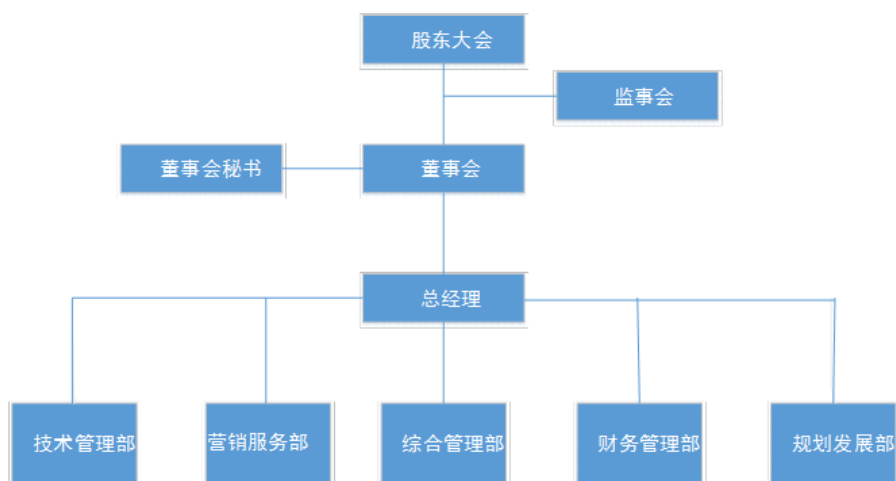 股东大会
监事会
董事会秘书
董事会
总经理
技术管理部
营销服务部
综合管理部
财务管理部
规划发展部